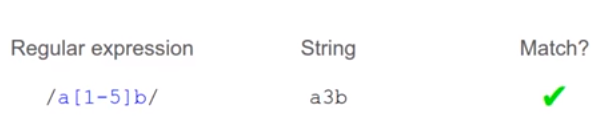 Regular expression String Match?
/a[1-5]b/ a3b ✔